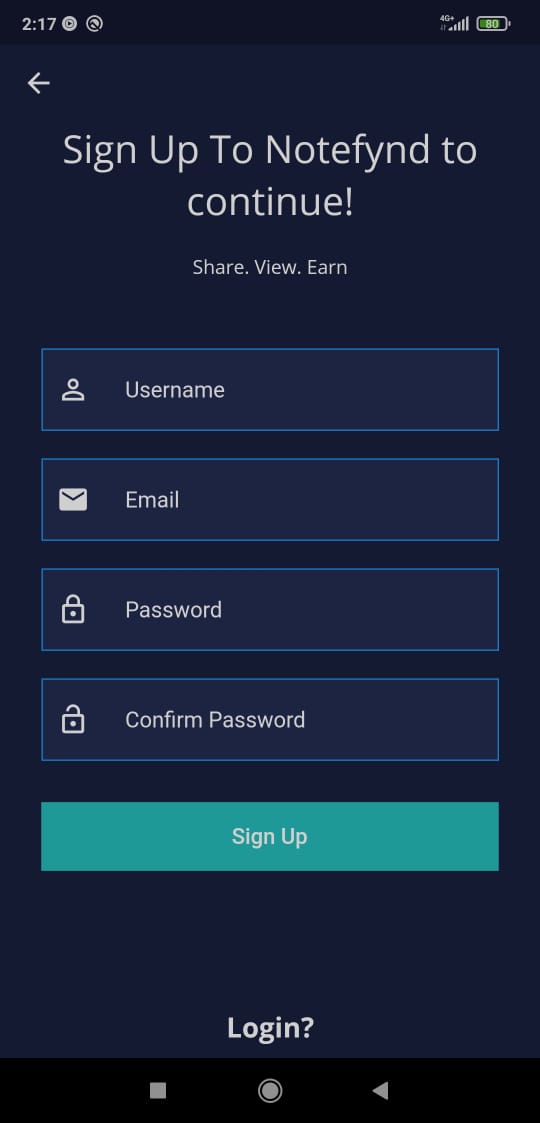 2:17
4G+
80
Sign Up To Notefynd to
continue!
Share. View. Earn
Username
Email
Password
Confirm Password
Sign Up
Login?